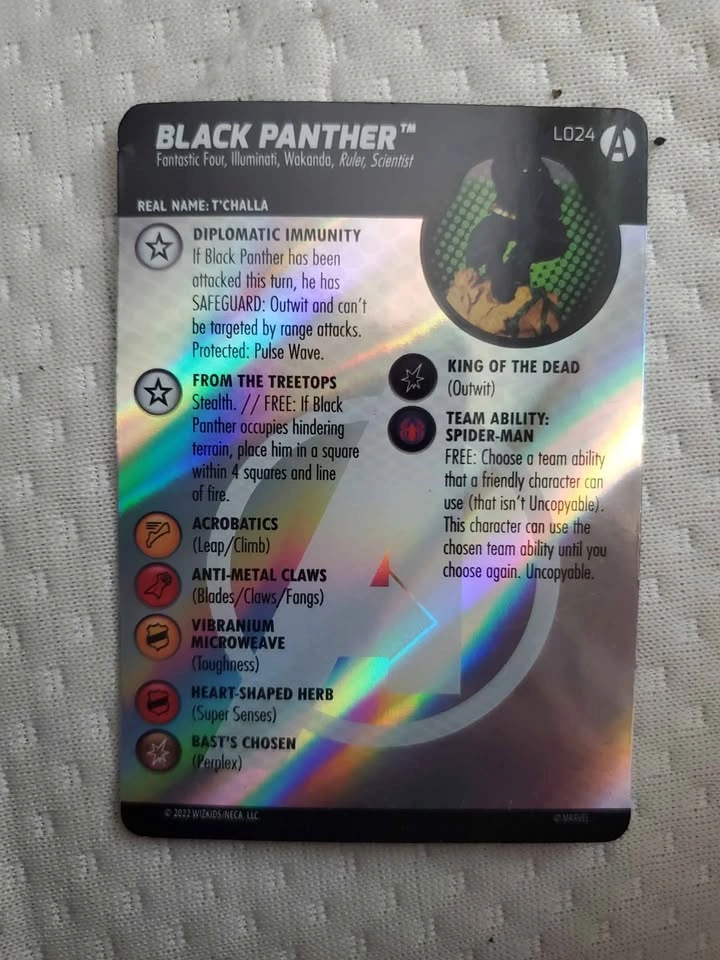 BLACK PANTHER™
L024
Fantastic Four, Illuminati, Wakanda, Ruler, Scientist
REAL NAME: T'CHALLA
DIPLOMATIC IMMUNITY
If Black Panther has been
attacked this turn, he has
SAFEGUARD: Outwit and can't
be targeted by range attacks.
Protected: Pulse Wave.
FROM THE TREETOPS
Stealth. // FREE: If Black
Panther occupies hindering
terrain, place him in a square
within 4 squares and line
of fire.
ACROBATICS
(Leap/Climb)
ANTI-METAL CLAWS
(Blades/Claws/Fangs)
VIBRANIUM
MICROWEAVE
(Toughness)
HEART-SHAPED HERB
(Super Senses)
BAST'S CHOSEN
(Perplex)
KING OF THE DEAD
(Outwit)
TEAM ABILITY:
SPIDER-MAN
FREE: Choose a team ability
that a friendly character can
use (that isn't Uncopyable).
This character can use the
chosen team ability until you
choose again. Uncopyable.
© 2022 WIZKIDS/NECA, LLC.
© MARVEL